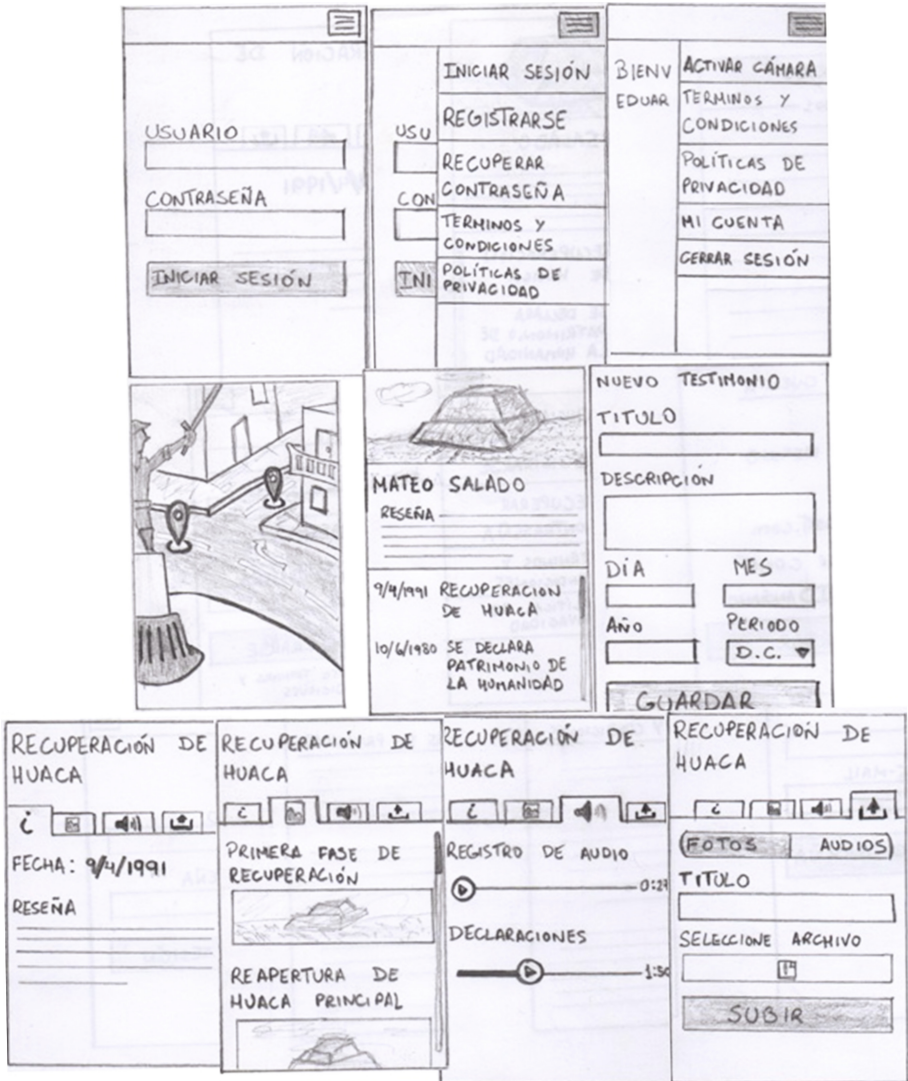 USUARIO
CONTRASEÑA
INICIAR SESIÓN
USU
CON
INI
INICIAR SESIÓN
REGISTRARSE
RECUPERAR
CONTRASEÑA
TERMINOS Y
CONDICIONES
POLÍTICAS DE
PRIVACIDAD
BIENV
EDUAR
ACTIVAR CÁMARA
TERMINOS Y
CONDICIONES
POLÍTICAS DE
PRIVACIDAD
MI CUENTA
CERRAR SESIÓN
MATEO SALADO
RESEÑA
9/4/1991 RECUPERACION
DE HUACA
10/6/1980 SE DECLARA
PATRIMONIO DE
LA HUMANIDAD
NUEVO TESTIMONIO
TITULO
DESCRIPCIÓN
DÍA MES
AÑO PERIODO
D.C.
GUARDAR
RECUPERACIÓN DE
HUACA
i
FECHA: 9/4/1991
RESEÑA
RECUPERACIÓN DE
HUACA
i
PRIMERA FASE DE
RECUPERACIÓN
REAPERTURA DE
HUACA PRINCIPAL
RECUPERACIÓN DE
HUACA
i
REGISTRO DE AUDIO
0:27
DECLARACIONES
1:30
RECUPERACIÓN DE
HUACA
i
FOTOS AUDIOS
TITULO
SELECCIONE ARCHIVO
SUBIR